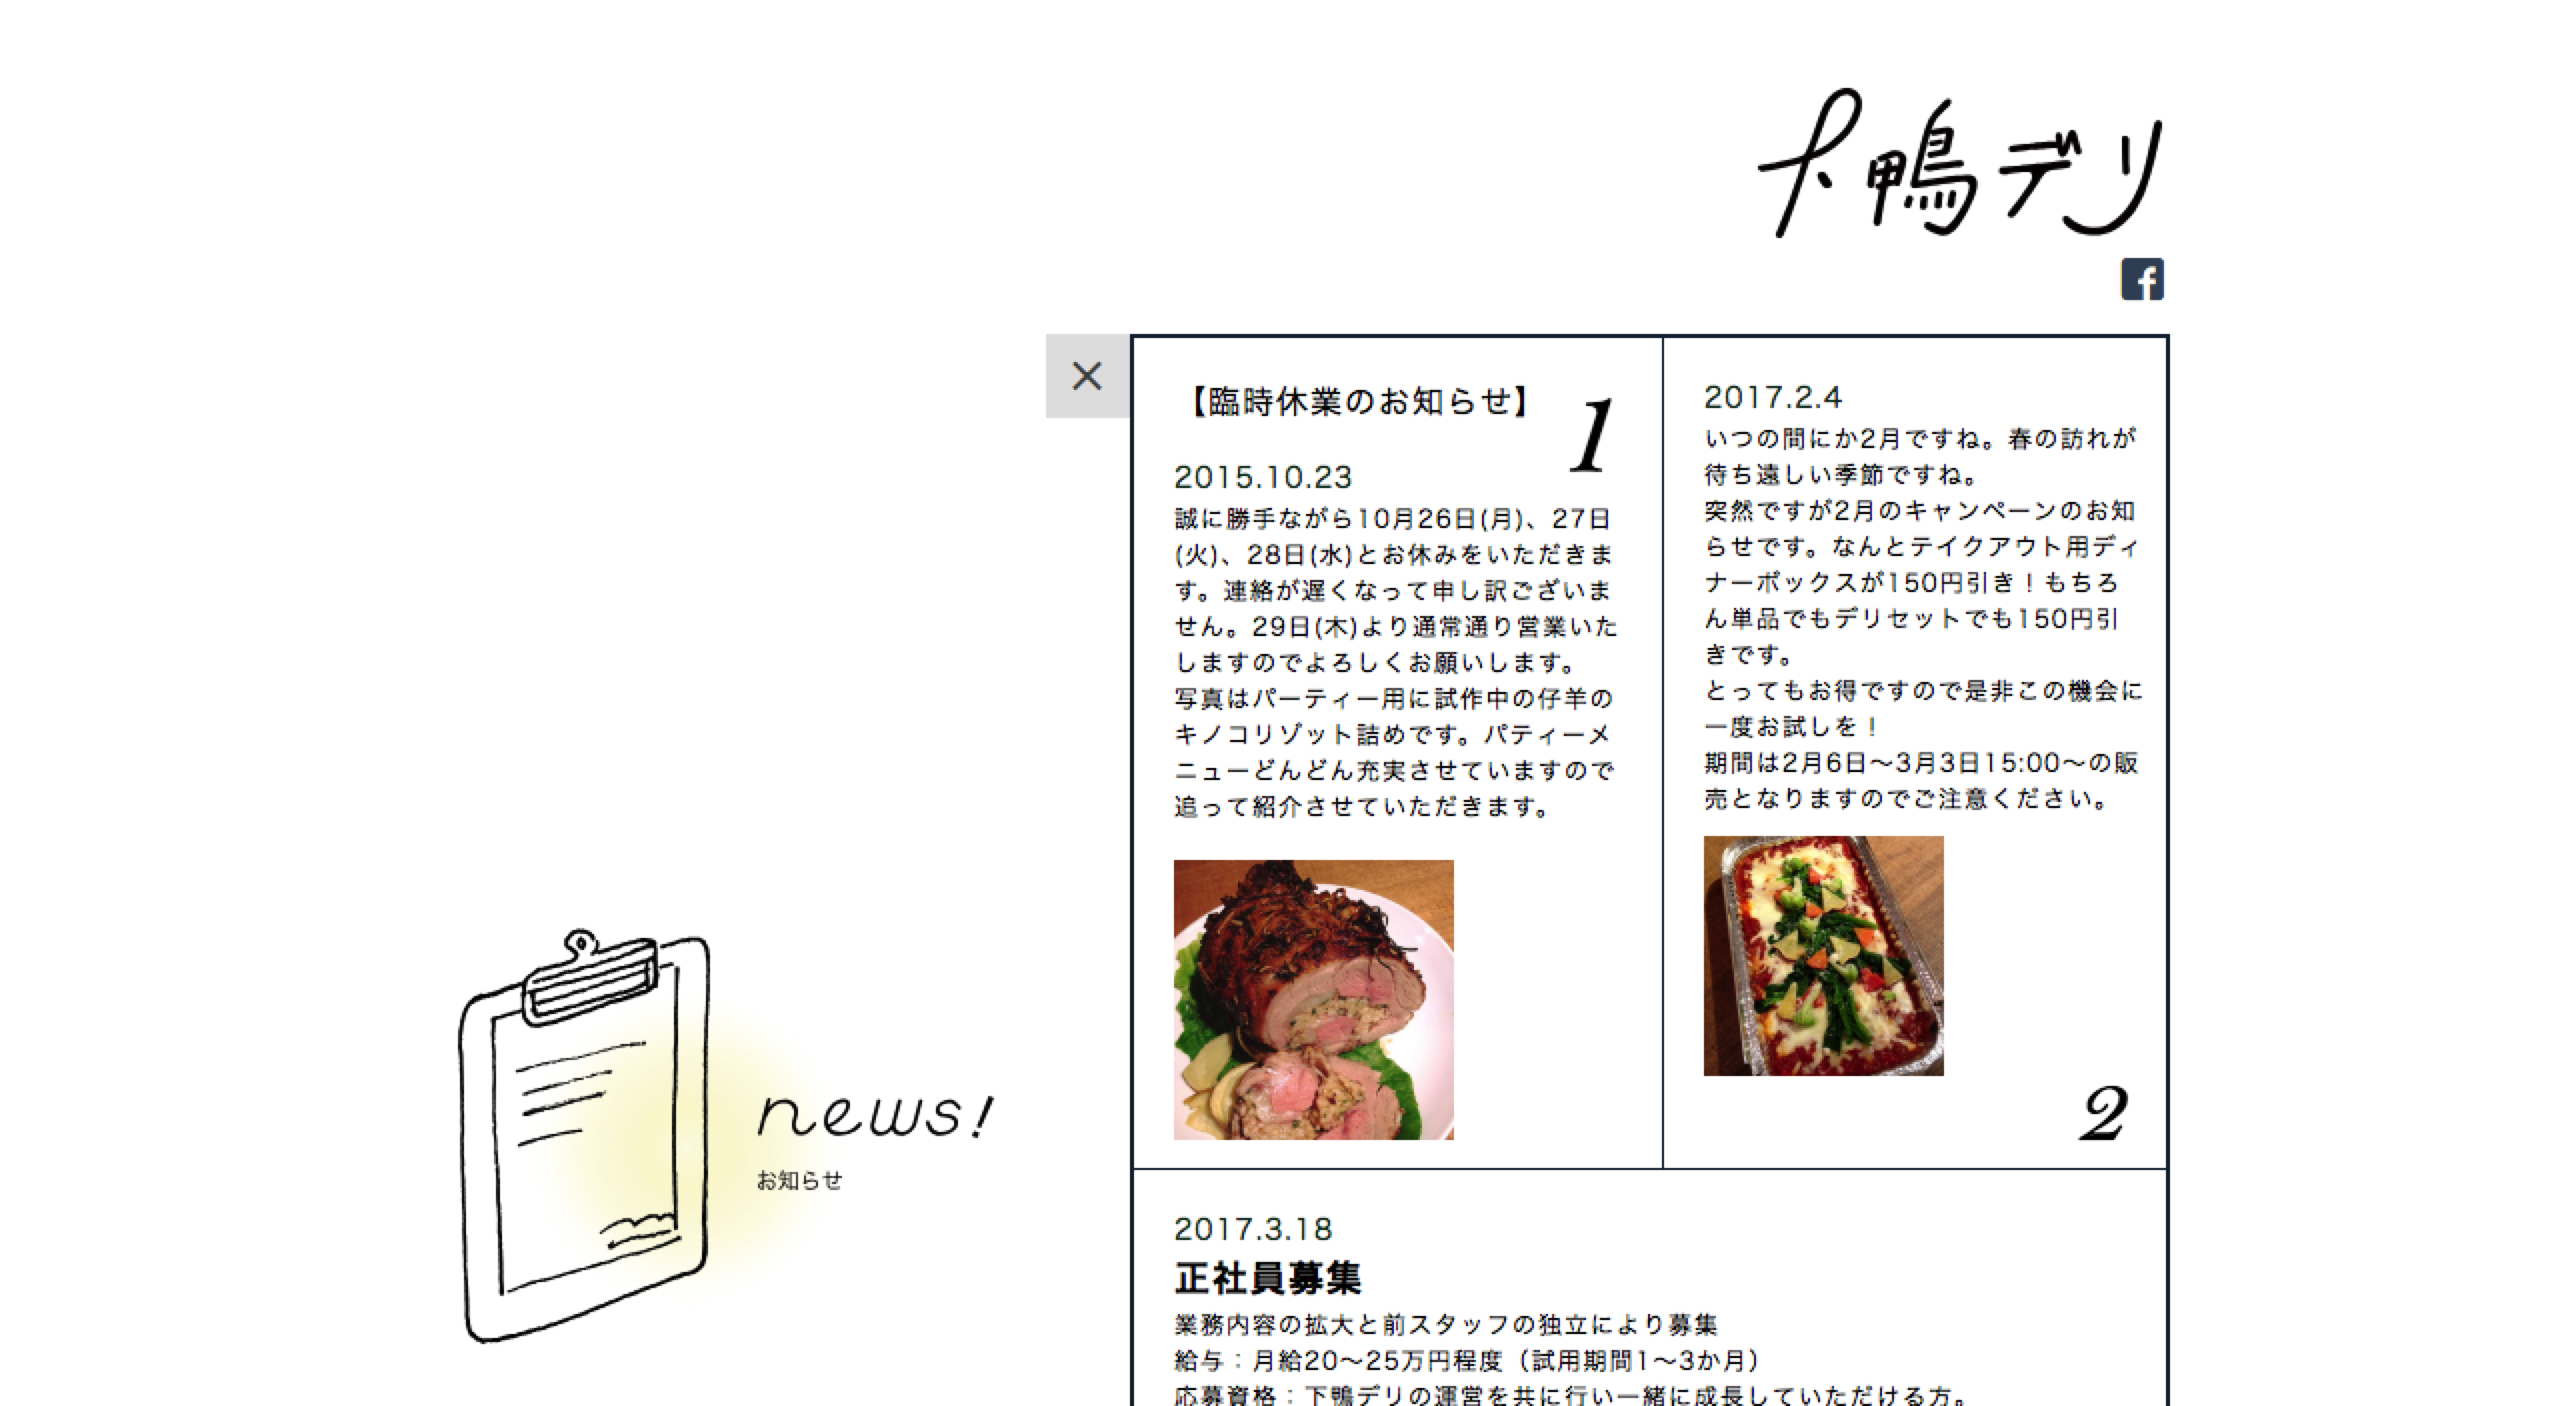 下鴨デリ
f
×
【臨時休業のお知らせ】
1
2015.10.23
誠に勝手ながら10月26日(月)、27日
(火)、28日(水)とお休みをいただきま
す。連絡が遅くなって申し訳ございま
せん。29日(木)より通常通り営業いた
しますのでよろしくお願いします。
写真はパーティー用に試作中の仔羊の
キノコリゾット詰めです。パティーメ
ニューどんどん充実させていますので
追って紹介させていただきます。
2017.2.4
いつの間にか2月ですね。春の訪れが
待ち遠しい季節ですね。
突然ですが2月のキャンペーンのお知
らせです。なんとテイクアウト用ディ
ナーボックスが150円引き！もちろ
ん単品でもデリセットでも150円引
きです。
とってもお得ですので是非この機会に
一度お試しを！
期間は2月6日〜3月3日15:00〜の販
売となりますのでご注意ください。
2
news!
お知らせ
2017.3.18
正社員募集
業務内容の拡大と前スタッフの独立により募集
給与：月給20〜25万円程度（試用期間1〜3か月）
応募資格：下鴨デリの運営を共に行い一緒に成長していただける方。